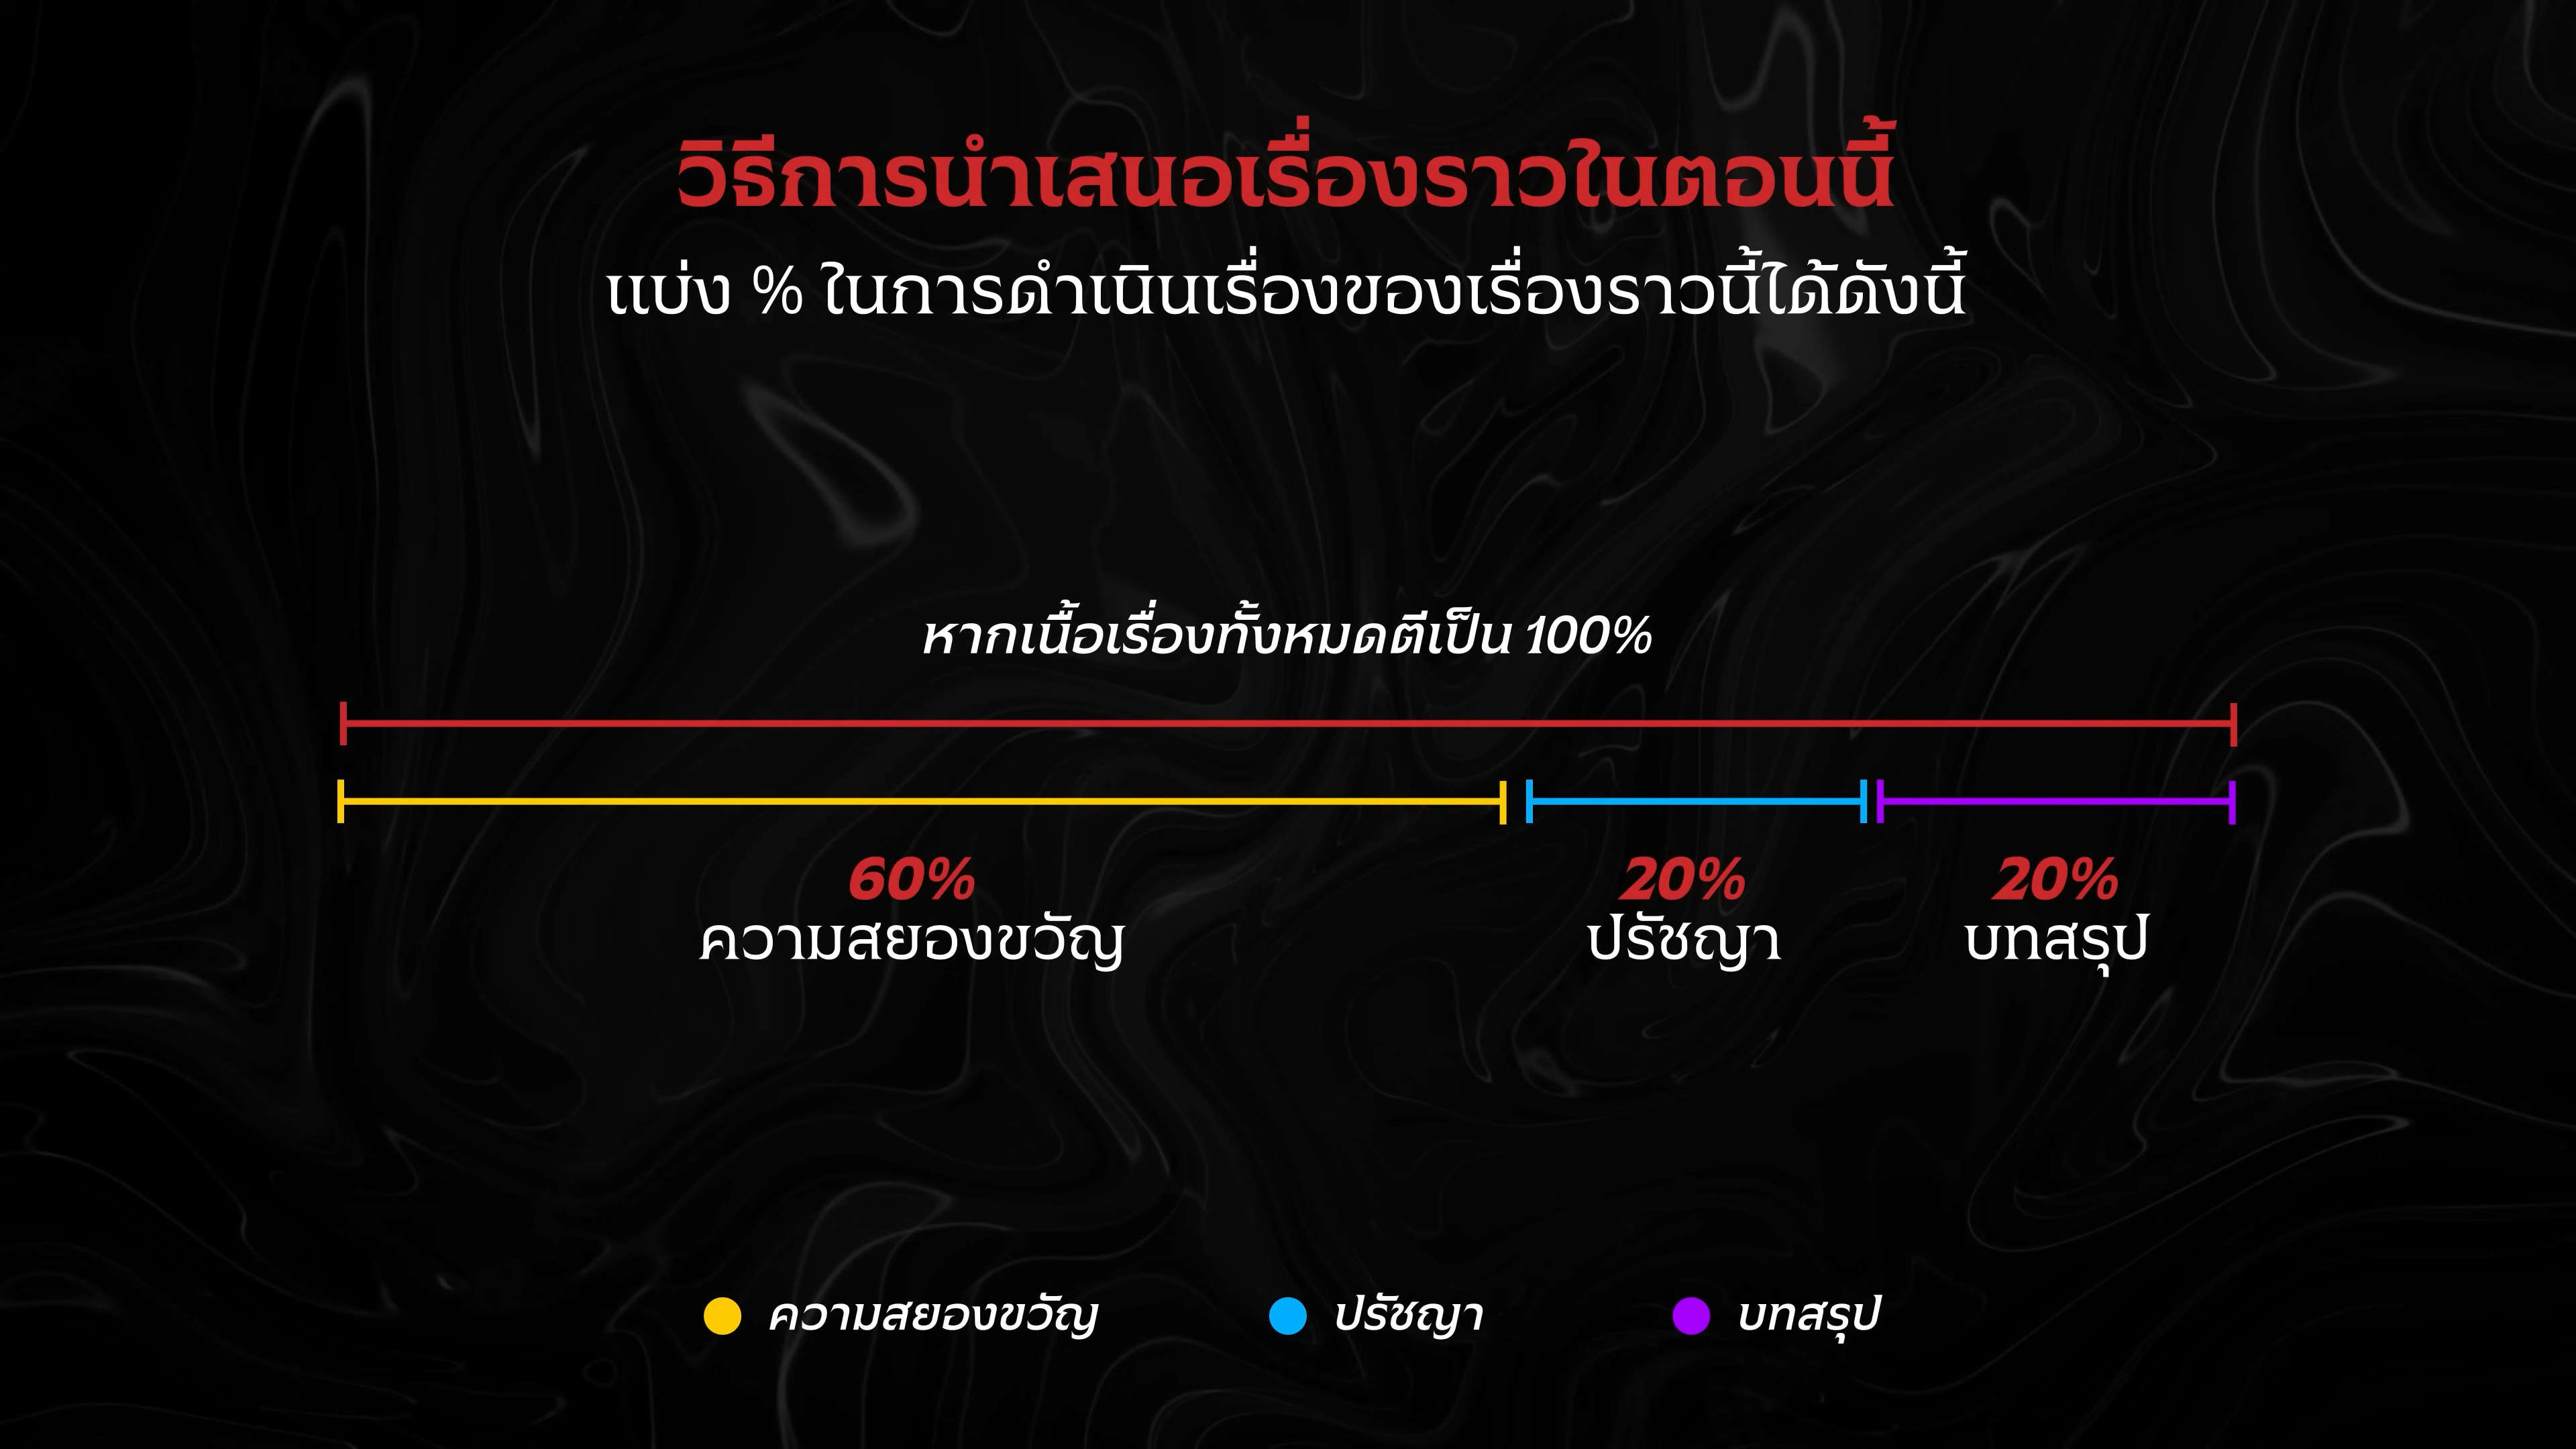 วิธีการนำเสนอเรื่องราวในตอนนี้
แบ่ง % ในการดำเนินเรื่องของเรื่องราวนี้ได้ดังนี้
หากเนื้อเรื่องทั้งหมดตีเป็น 100%
60% 20% 20%
ความสยองขวัญ ปรัชญา บทสรุป
ความสยองขวัญ ปรัชญา บทสรุป